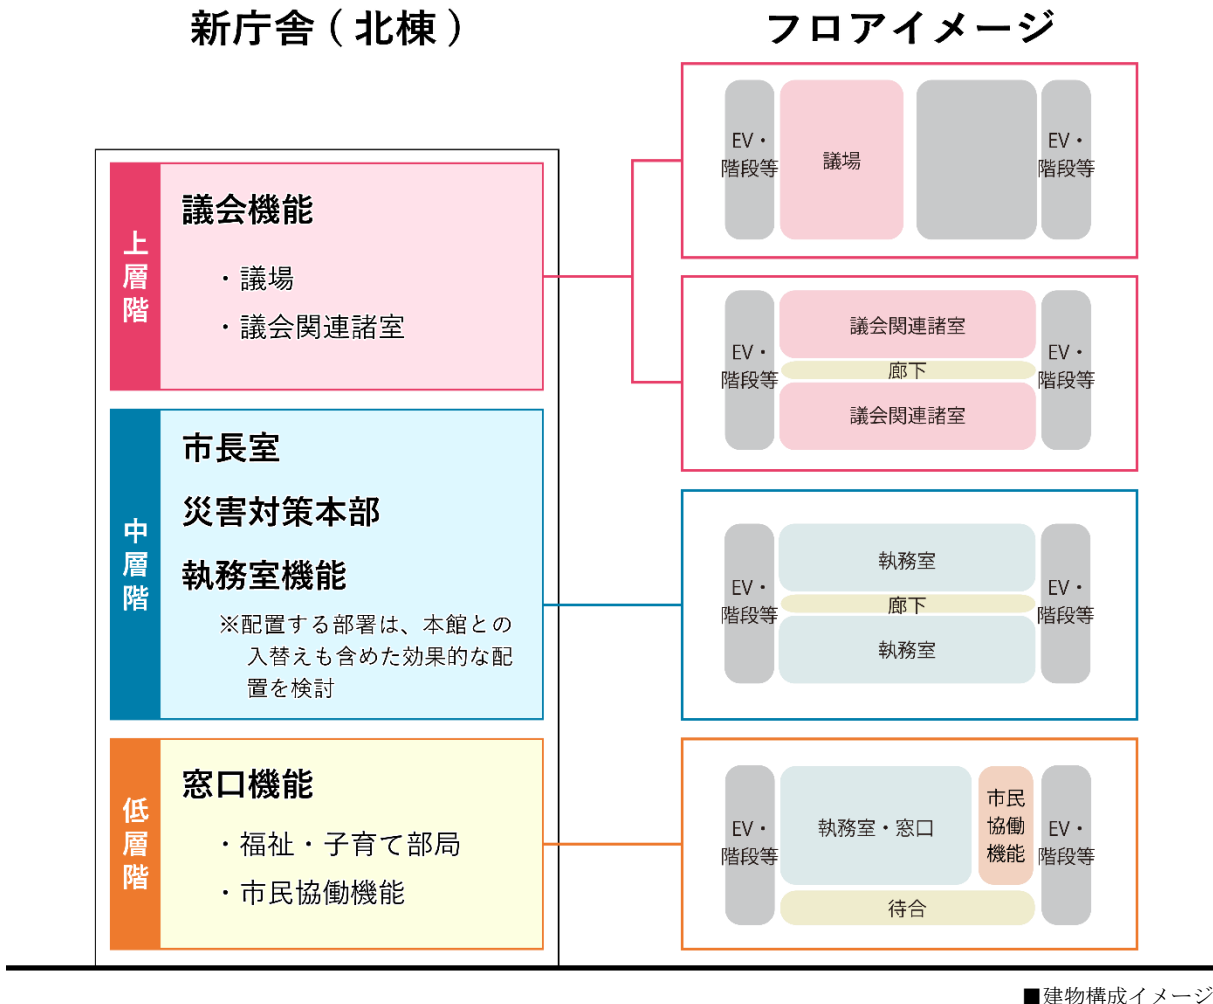 新庁舎(北棟)
フロアイメージ
上層階
議会機能
・議場
・議会関連諸室
中層階
市長室
災害対策本部
執務室機能
※配置する部署は、本館との
入替えも含めた効果的な配
置を検討
低層階
窓口機能
・福祉・子育て部局
・市民協働機能
EV・
階段等
議場
EV・
階段等
EV・
階段等
議会関連諸室
廊下
議会関連諸室
EV・
階段等
EV・
階段等
執務室
廊下
執務室
EV・
階段等
EV・
階段等
執務室・窓口
市民
協働
機能
待合
EV・
階段等
■建物構成イメージ